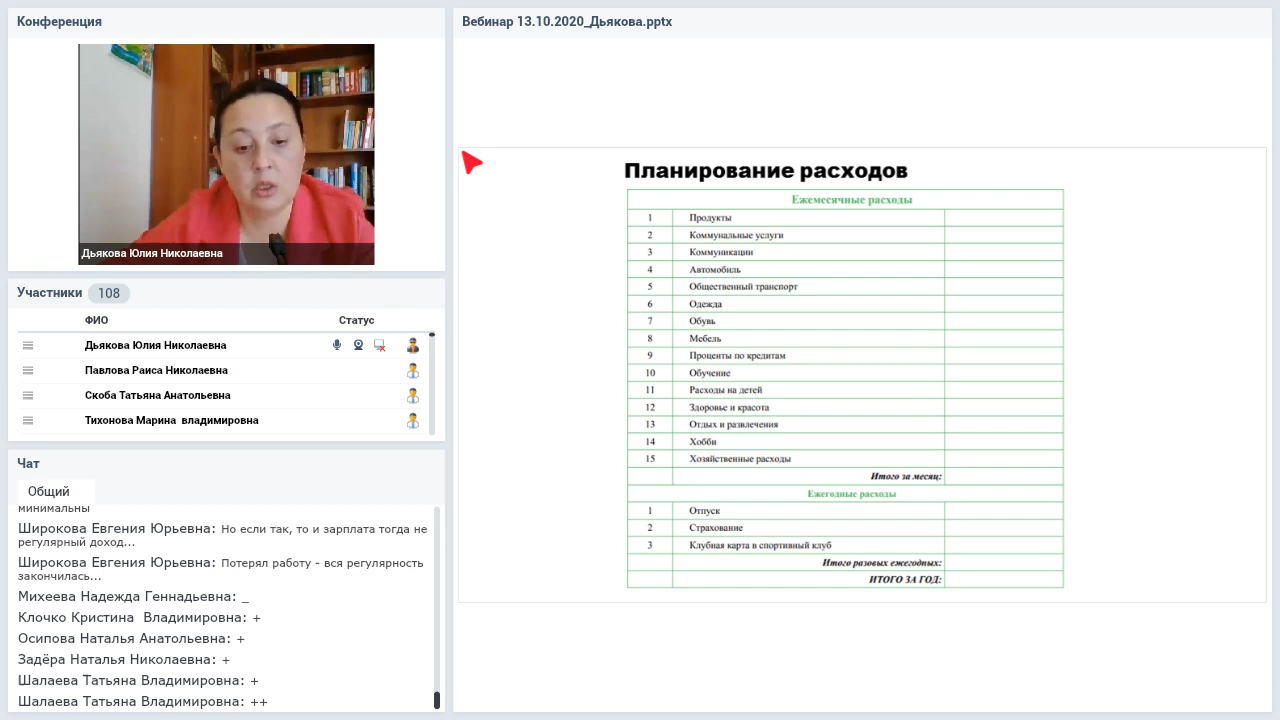 Конференция
Дьякова Юлия Николаевна
Участники 108
ФИО Статус
Дьякова Юлия Николаевна
Павлова Раиса Николаевна
Скоба Татьяна Анатольевна
Тихонова Марина владимировна
Чат
Общий
минимальны
Широкова Евгения Юрьевна: Но если так, то и зарплата тогда не
регулярный доход...
Широкова Евгения Юрьевна: Потерял работу - вся регулярность
закончилась...
Михеева Надежда Геннадьевна: _
Клочко Кристина Владимировна: +
Осипова Наталья Анатольевна: +
Задёра Наталья Николаевна: +
Шалаева Татьяна Владимировна: +
Шалаева Татьяна Владимировна: ++
Вебинар 13.10.2020_Дьякова.pptx
Планирование расходов
Ежемесячные расходы
1 Продукты
2 Коммунальные услуги
3 Коммуникации
4 Автомобиль
5 Общественный транспорт
6 Одежда
7 Обувь
8 Мебель
9 Проценты по кредитам
10 Обучение
11 Расходы на детей
12 Здоровье и красота
13 Отдых и развлечения
14 Хобби
15 Хозяйственные расходы
Итого за месяц:
Ежегодные расходы
1 Отпуск
2 Страхование
3 Клубная карта в спортивный клуб
Итого разовых ежегодных:
ИТОГО ЗА ГОД: